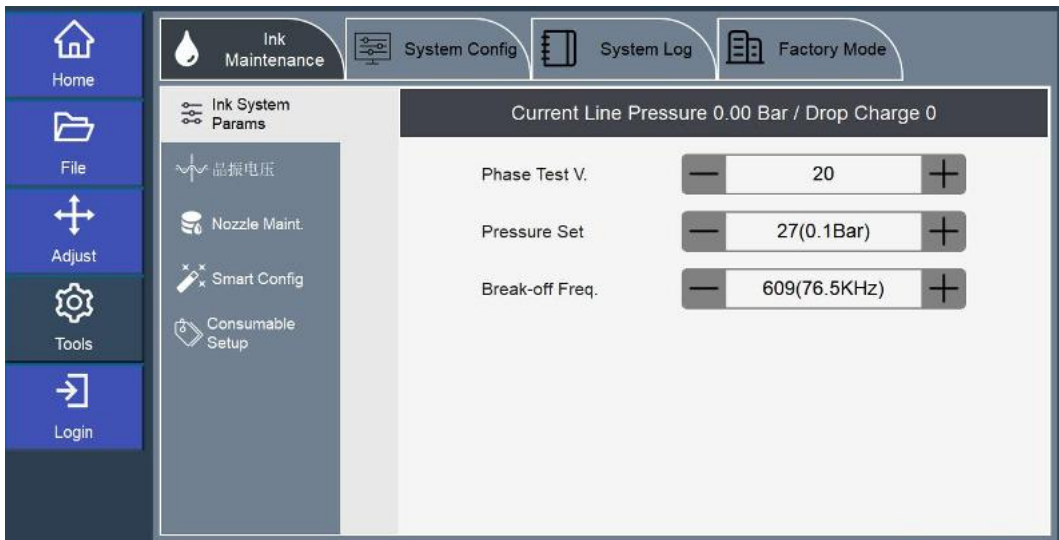 Home
File
Adjust
Tools
Login
Ink
Maintenance
System Config
System Log
Factory Mode
Ink System
Params
品振电压
Nozzle Maint.
Smart Config
Consumable
Setup
Current Line Pressure 0.00 Bar / Drop Charge 0
Phase Test V.
20
Pressure Set
27(0.1Bar)
Break-off Freq.
609(76.5KHz)